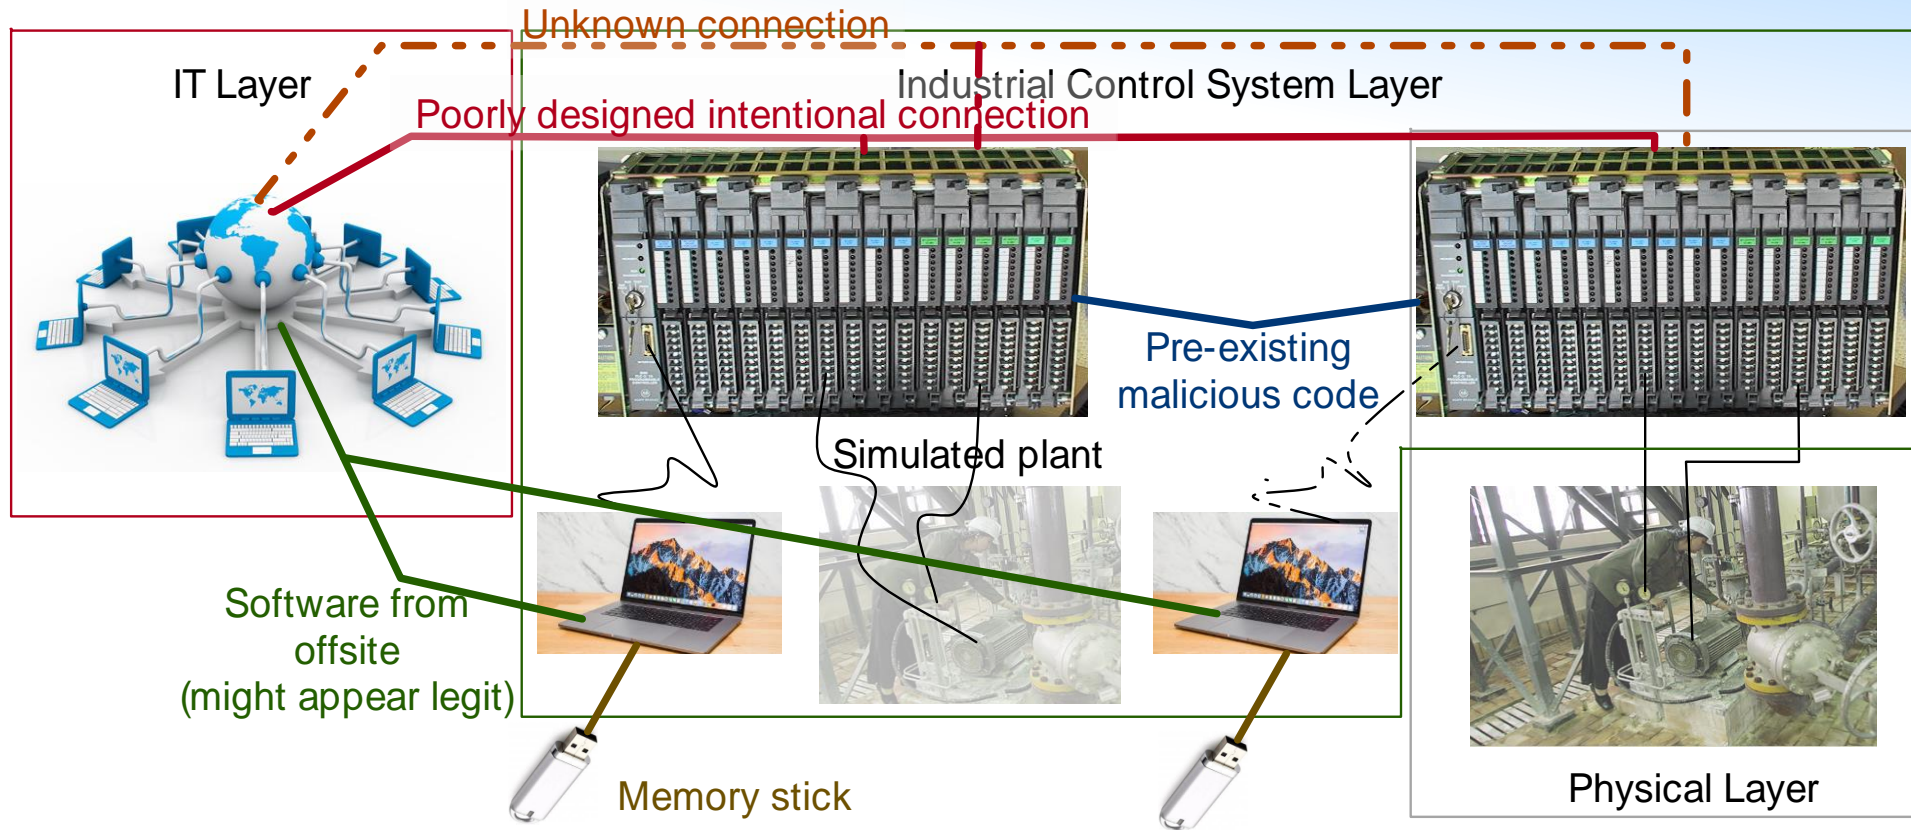 Unknown connection
IT Layer
Industrial Control System Layer
Poorly designed intentional connection
Pre-existing
malicious code
Simulated plant
Software from
offsite
(might appear legit)
Memory stick
Physical Layer